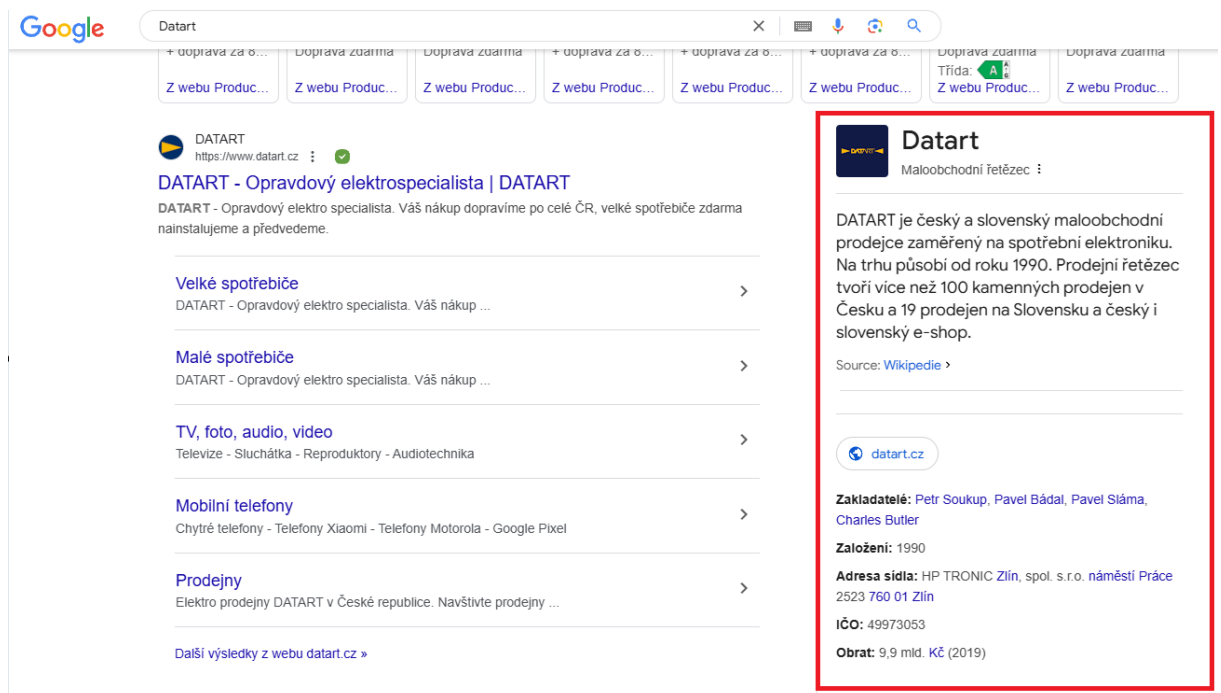 Google
Datart
+ doprava za 8... Doprava zdarma Doprava zdarma + doprava za 8... + doprava za 8... + doprava za 8... Doprava zdarma Doprava zdarma
Třída: A
Z webu Produc... Z webu Produc... Z webu Produc... Z webu Produc... Z webu Produc... Z webu Produc... Z webu Produc... Z webu Produc...
DATART
https://www.datart.cz
DATART - Opravdový elektrospecialista | DATART
DATART - Opravdový elektro specialista. Váš nákup dopravíme po celé ČR, velké spotřebiče zdarma
nainstalujeme a předvedeme.
Velké spotřebiče
DATART - Opravdový elektro specialista. Váš nákup ...
Malé spotřebiče
DATART - Opravdový elektro specialista. Váš nákup ...
TV, foto, audio, video
Televize - Sluchátka - Reproduktory - Audiotechnika
Mobilní telefony
Chytré telefony - Telefony Xiaomi - Telefony Motorola - Google Pixel
Prodejny
Elektro prodejny DATART v České republice. Navštivte prodejny ...
Další výsledky z webu datart.cz »
DATART
Datart
Maloobchodní řetězec
DATART je český a slovenský maloobchodní
prodejce zaměřený na spotřební elektroniku.
Na trhu působí od roku 1990. Prodejní řetězec
tvoří více než 100 kamenných prodejen v
Česku a 19 prodejen na Slovensku a český i
slovenský e-shop.
Source: Wikipedie ›
datart.cz
Zakladatelé: Petr Soukup, Pavel Bádal, Pavel Sláma,
Charles Butler
Založení: 1990
Adresa sídla: HP TRONIC Zlín, spol. s.r.o. náměstí Práce
2523 760 01 Zlín
IČO: 49973053
Obrat: 9,9 mld. Kč (2019)